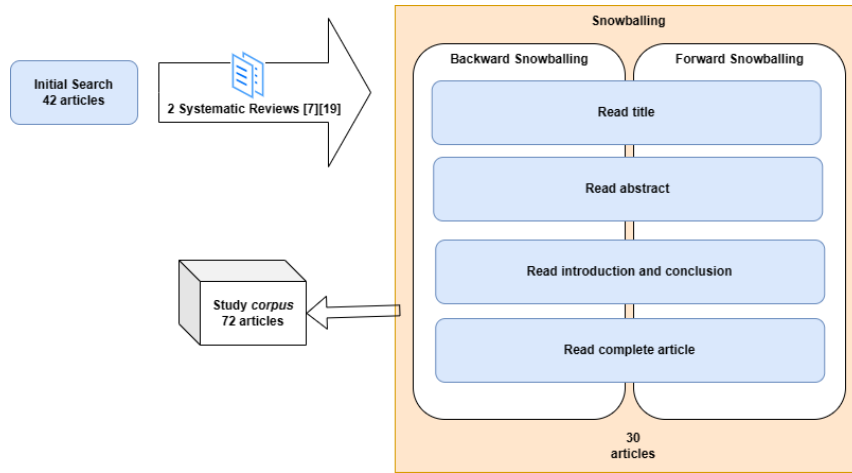 Initial Search
42 articles
2 Systematic Reviews [7][19]
Snowballing
Backward Snowballing
Forward Snowballing
Read title
Read abstract
Read introduction and conclusion
Read complete article
30
articles
Study corpus
72 articles